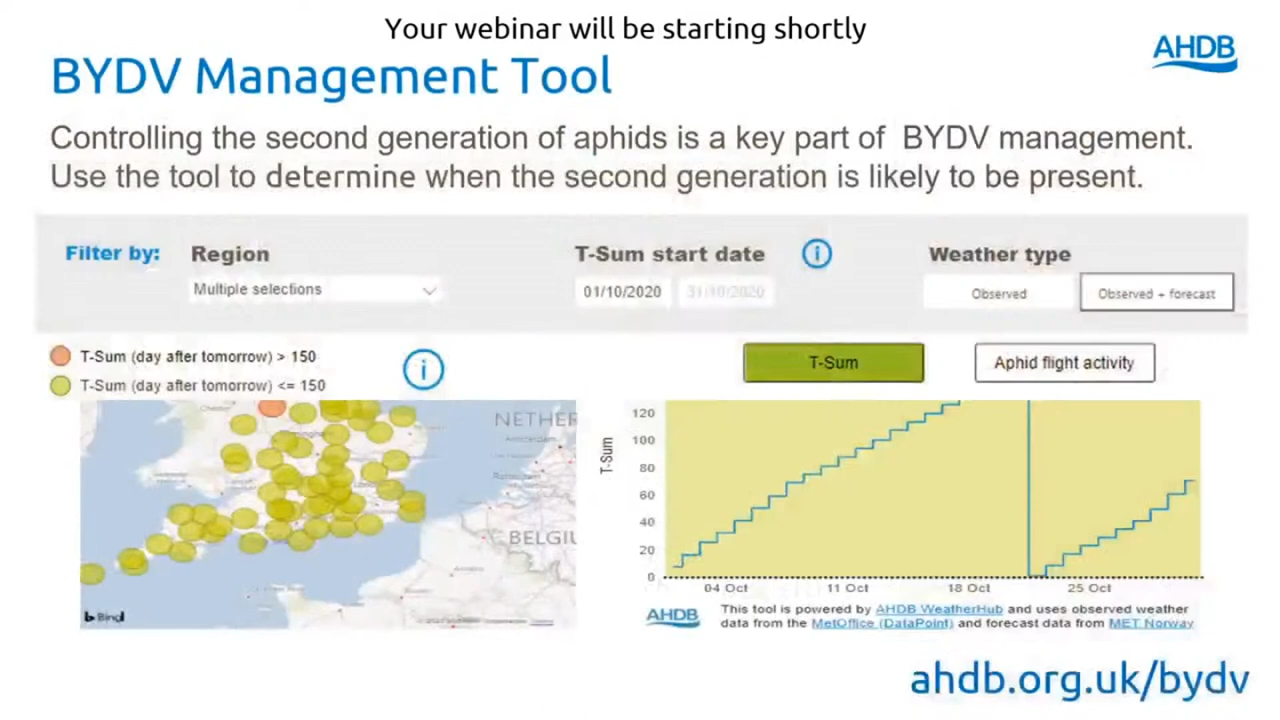 Your webinar will be starting shortly
AHDB
BYDV Management Tool
Controlling the second generation of aphids is a key part of BYDV management.
Use the tool to determine when the second generation is likely to be present.
Filter by:
Region
Multiple selections
T-Sum start date
01/10/2020 31/10/2020
Weather type
Observed
Observed + forecast
T-Sum (day after tomorrow) > 150
T-Sum (day after tomorrow) <= 150
T-Sum
Aphid flight activity
NETHER
BELGIU
Bing
T-Sum
120
100
80
60
40
20
0
04 Oct 11 Oct 18 Oct 25 Oct
AHDB
This tool is powered by AHDB WeatherHub and uses observed weather
data from the MetOffice (DataPoint) and forecast data from MET Norway
ahdb.org.uk/bydv